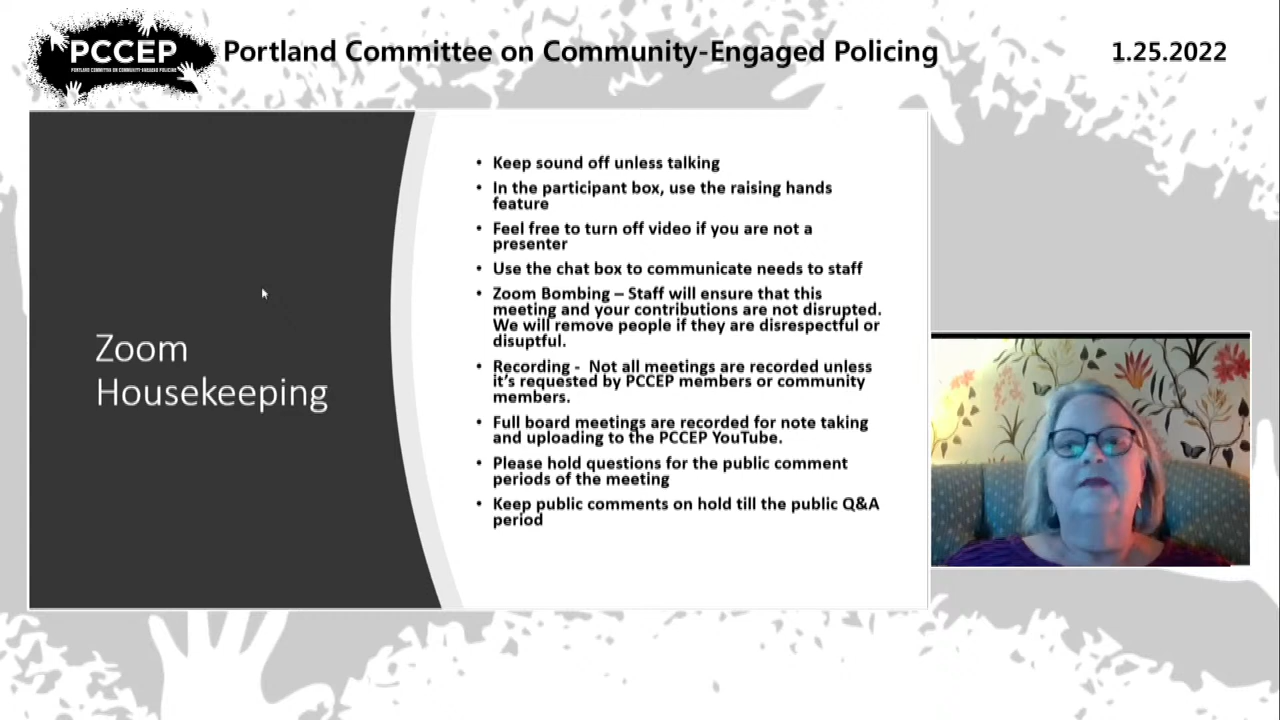 PCCEP
PORTLAND COMMITTEE ON COMMUNITY-ENGAGED POLICING
Portland Committee on Community-Engaged Policing
1.25.2022
Zoom
Housekeeping
• Keep sound off unless talking
• In the participant box, use the raising hands
feature
• Feel free to turn off video if you are not a
presenter
• Use the chat box to communicate needs to staff
• Zoom Bombing – Staff will ensure that this
meeting and your contributions are not disrupted.
We will remove people if they are disrespectful or
disuptful.
• Recording - Not all meetings are recorded unless
it’s requested by PCCEP members or community
members.
• Full board meetings are recorded for note taking
and uploading to the PCCEP YouTube.
• Please hold questions for the public comment
periods of the meeting
• Keep public comments on hold till the public Q&A
period